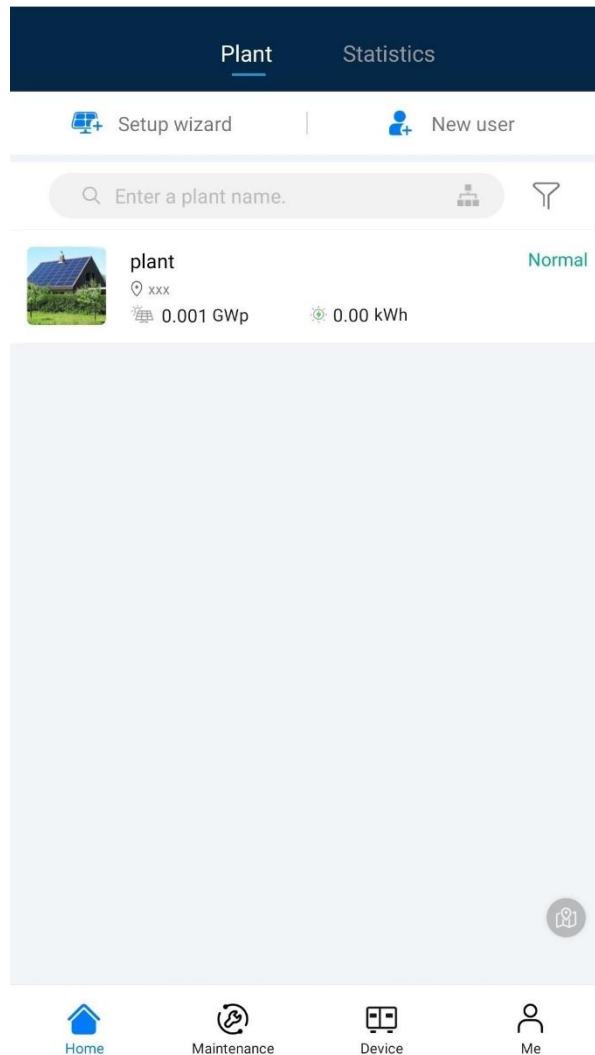 Plant Statistics
Setup wizard New user
Enter a plant name.
plant Normal
xxx
0.001 GWp 0.00 kWh
Home Maintenance Device Me